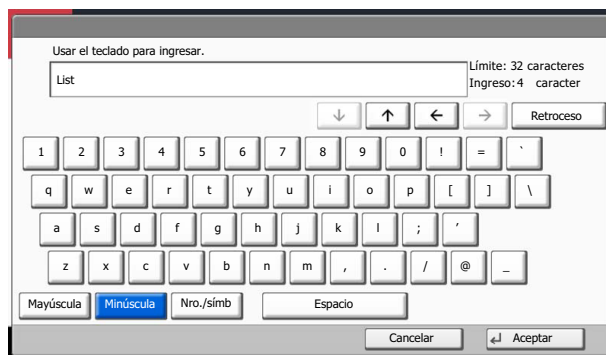 Usar el teclado para ingresar.
List
Límite: 32 caracteres
Ingreso: 4 caracter
Retroceso
1 2 3 4 5 6 7 8 9 0 ! = `
q w e r t y u i o p [ ] \
a s d f g h j k l ; ′
z x c v b n m , . / @ _
Mayúscula Minúscula Nro./símb Espacio
Cancelar Aceptar